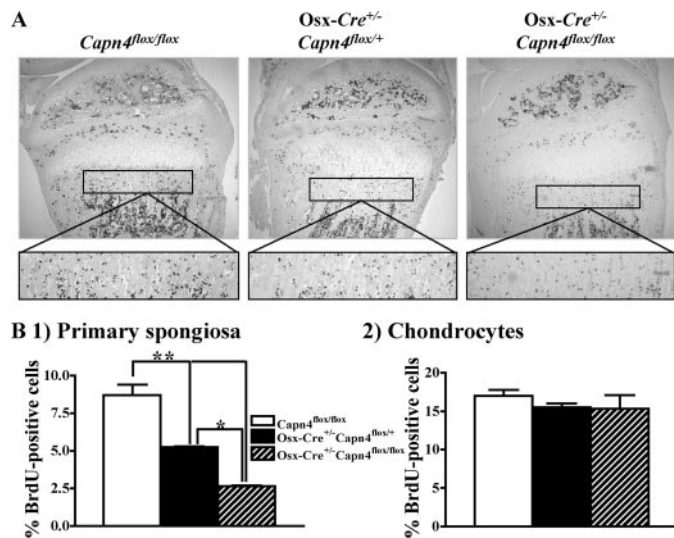 A
Capn4flox/flox
Osx-Cre+/-
Capn4flox/+
Osx-Cre+/-
Capn4flox/flox
B 1) Primary spongiosa
% BrdU-positive cells
10.0
7.5
5.0
2.5
0.0
**
*
Capn4flox/flox
Osx-Cre+/-Capn4flox/+
Osx-Cre+/-Capn4flox/flox
2) Chondrocytes
% BrdU-positive cells
20
15
10
5
0